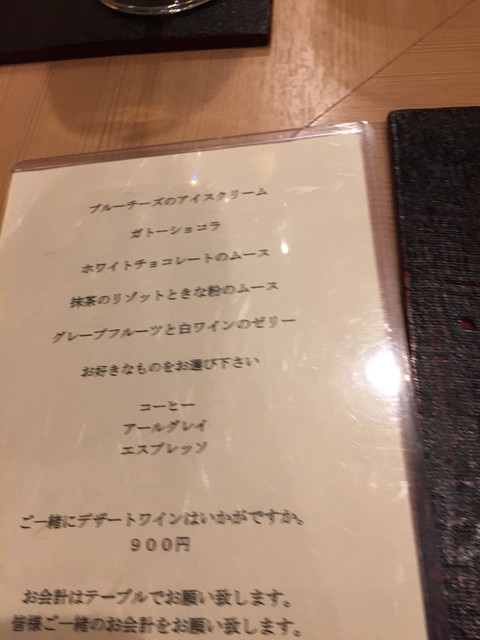 ブルーチーズのアイスクリーム
ガトーショコラ
ホワイトチョコレートのムース
抹茶のリゾットときな粉のムース
グレープフルーツと白ワインのゼリー
お好きなものをお選び下さい
コーヒー
アールグレイ
エスプレッソ
ご一緒にデザートワインはいかがですか。
９００円
お会計はテーブルでお願い致します。
皆様ご一緒のお会計をお願い致します。